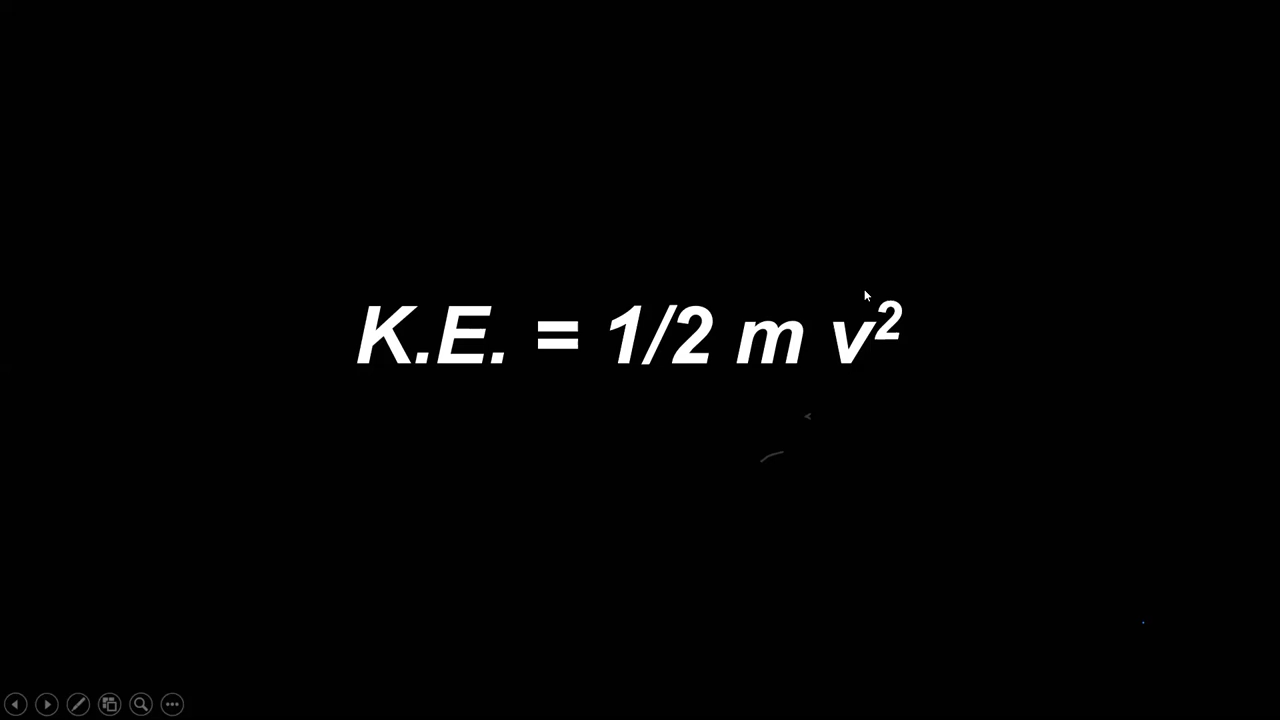 K.E. = 1/2 m v²